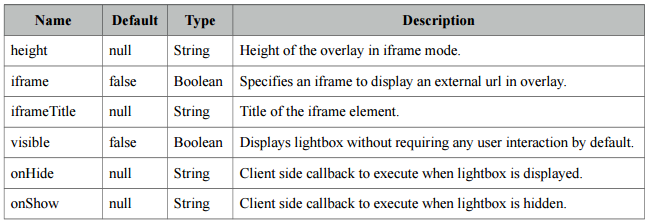 Name Default Type Description
height null String Height of the overlay in iframe mode.
iframe false Boolean Specifies an iframe to display an external url in overlay.
iframeTitle null String Title of the iframe element.
visible false Boolean Displays lightbox without requiring any user interaction by default.
onHide null String Client side callback to execute when lightbox is displayed.
onShow null String Client side callback to execute when lightbox is hidden.